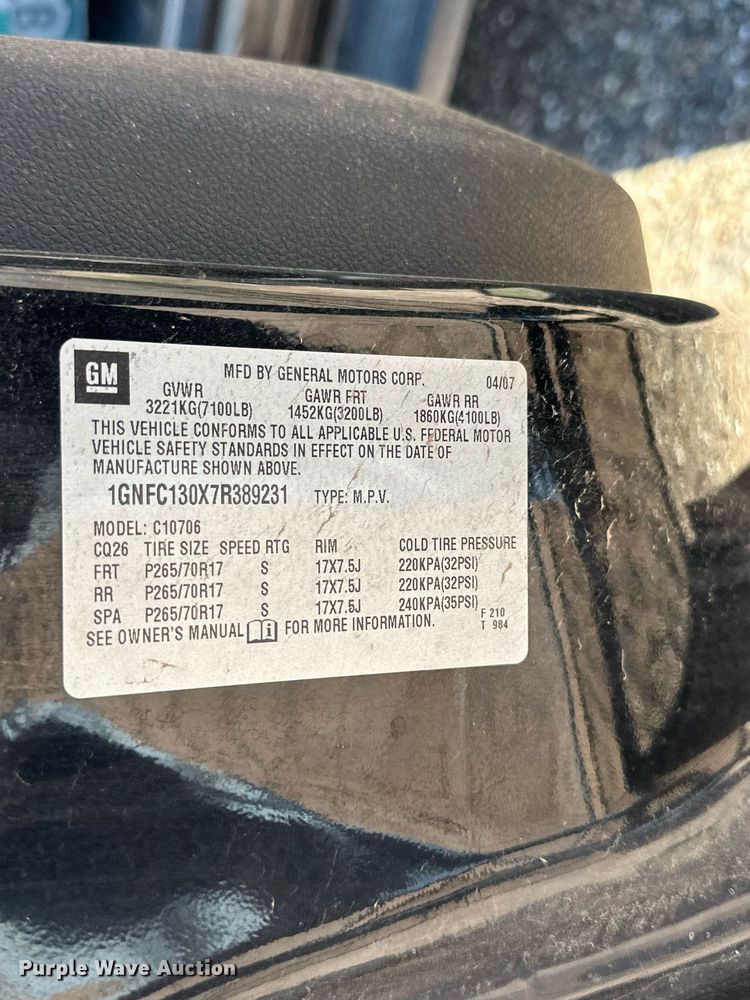 B
GM
MFD BY GENERAL MOTORS CORP. 04/07
GVWR GAWR FRT GAWR RR
3221KG(7100LB) 1452KG(3200LB) 1860KG(4100LB)
THIS VEHICLE CONFORMS TO ALL APPLICABLE U.S. FEDERAL MOTOR
VEHICLE SAFETY STANDARDS IN EFFECT ON THE DATE OF
MANUFACTURE SHOWN ABOVE.
1GNFC130X7R389231 TYPE: M.P.V.
MODEL: C10706
CQ26 TIRE SIZE SPEED RTG RIM COLD TIRE PRESSURE
FRT P265/70R17 S 17X7.5J 220KPA(32PSI)
RR P265/70R17 S 17X7.5J 220KPA(32PSI)
SPA P265/70R17 S 17X7.5J 240KPA(35PSI)
F 210
T 984
SEE OWNER'S MANUAL i FOR MORE INFORMATION.
Purple Wave Auction